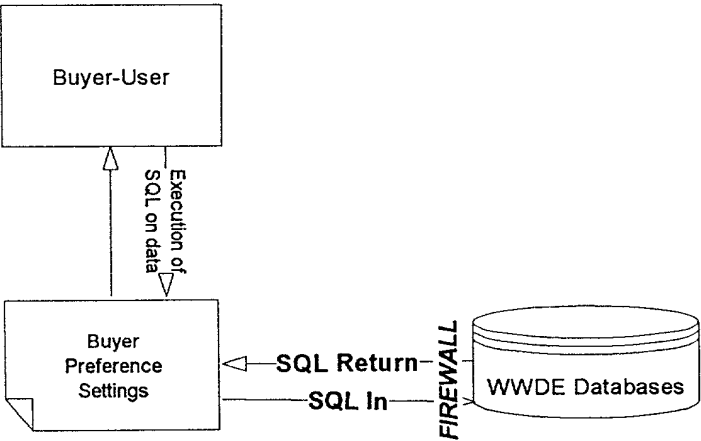 Buyer-User
Execution of
SQL on data
Buyer
Preference
Settings
SQL Return
SQL In
FIREWALL
WWDE Databases